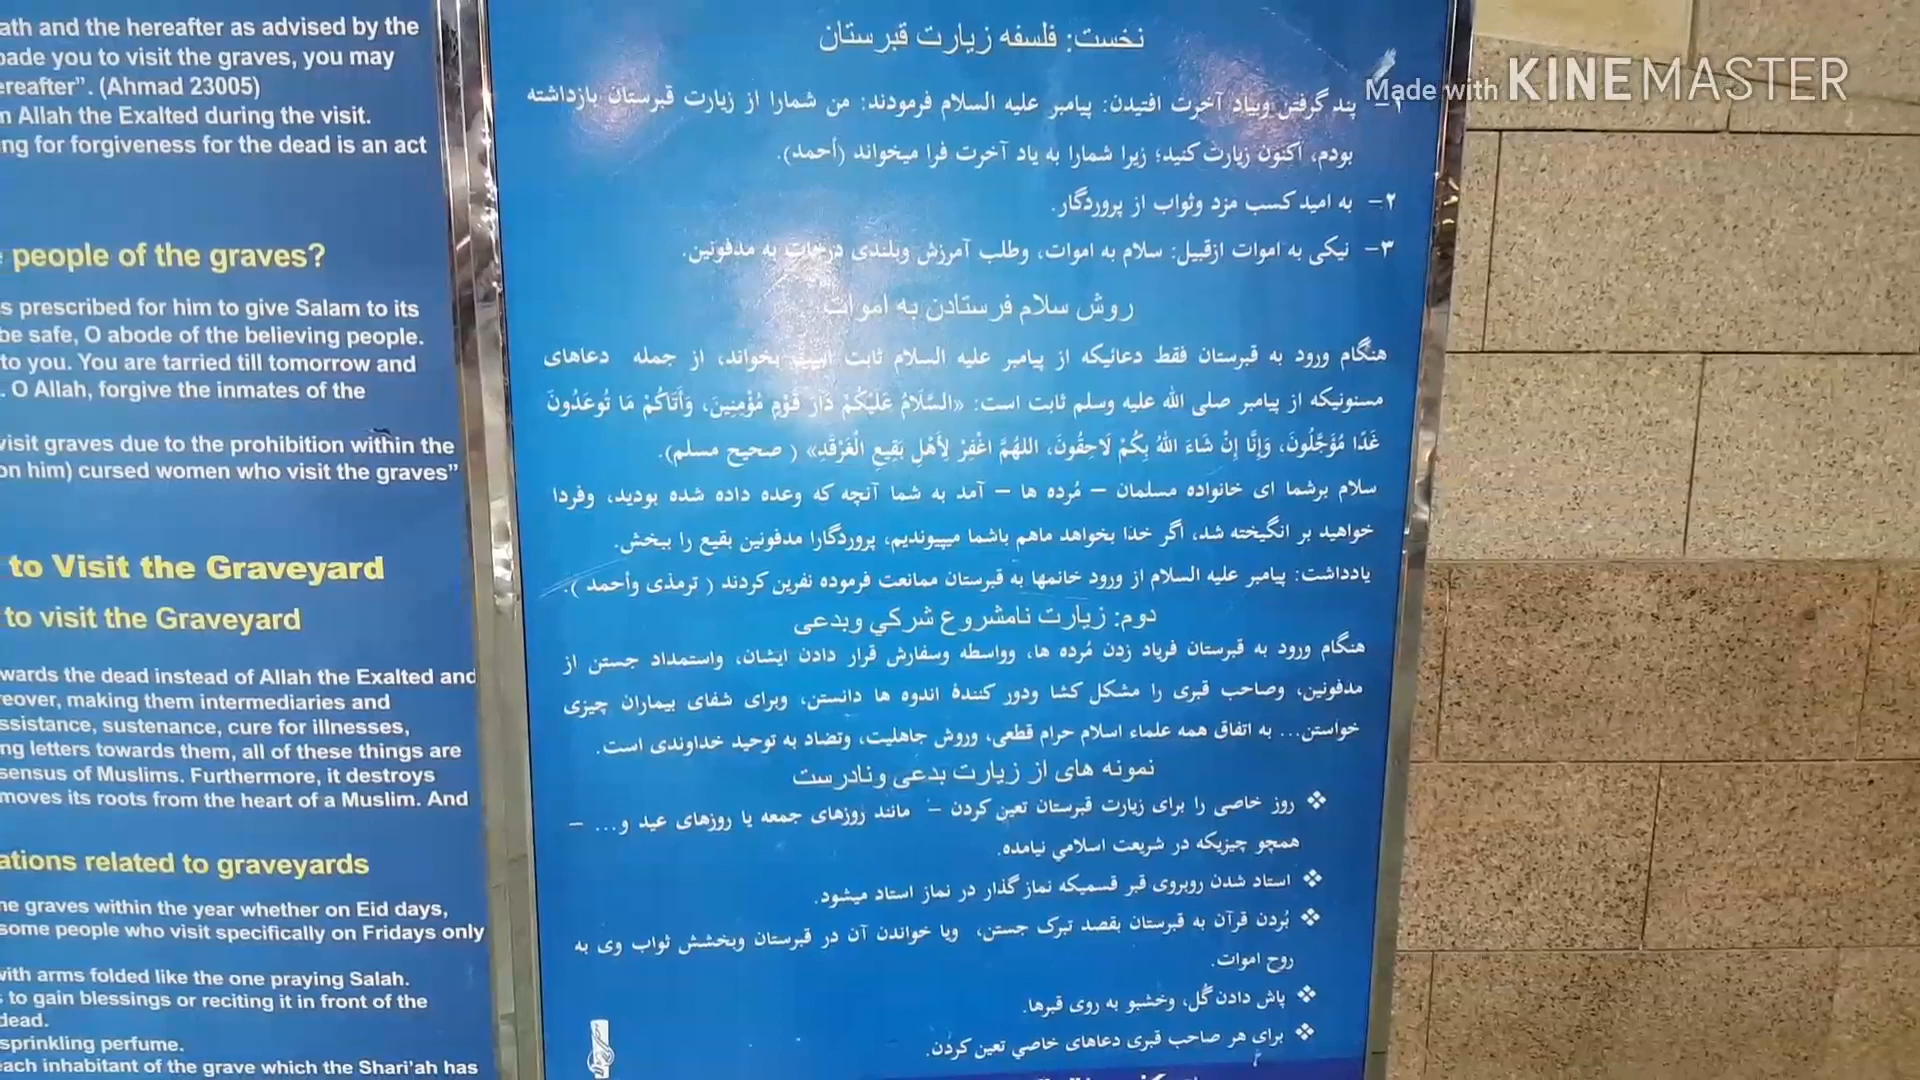 ath and the hereafter as advised by the
bade you to visit the graves, you may
ereafter”. (Ahmad 23005)
n Allah the Exalted during the visit.
ng for forgiveness for the dead is an act
people of the graves?
s prescribed for him to give Salam to its
be safe, O abode of the believing people.
to you. You are tarried till tomorrow and
. O Allah, forgive the inmates of the
visit graves due to the prohibition within the
on him) cursed women who visit the graves”
to Visit the Graveyard
to visit the Graveyard
wards the dead instead of Allah the Exalted and
reover, making them intermediaries and
ssistance, sustenance, cure for illnesses,
ng letters towards them, all of these things are
sensus of Muslims. Furthermore, it destroys
moves its roots from the heart of a Muslim. And
ations related to graveyards
he graves within the year whether on Eid days,
some people who visit specifically on Fridays only
with arms folded like the one praying Salah.
to gain blessings or reciting it in front of the
dead.
sprinkling perfume.
each inhabitant of the grave which the Shari’ah has
نخست: فلسفه زیارت قبرستان
۱- پند گرفتن وبیاد آخرت افتیدن: پیامبر علیه السلام فرمودند: من شمارا از زیارت قبرستان بازداشته
بودم، اکنون زیارت کنید؛ زیرا شمارا به یاد آخرت فرا میخواند (أحمد).
۲- به امید کسب مزد وثواب از پروردگار.
۳- نیکی به اموات ازقبیل: سلام به اموات، وطلب آمرزش وبلندی درجات به مدفونین.
روش سلام فرستادن به اموات
هنگام ورود به قبرستان فقط دعائیکه از پیامبر علیه السلام ثابت است بخواند، از جمله دعاهای
مسنونیکه از پیامبر صلی الله علیه وسلم ثابت است: «السَّلَامُ عَلَيْكُمْ دَارَ قَوْمٍ مُؤْمِنِينَ، وَأَتَاكُمْ مَا تُوعَدُونَ
غَدًا مُؤَجَّلُونَ، وَإِنَّا إِنْ شَاءَ اللهُ بِكُمْ لَاحِقُونَ، اللهُمَّ اغْفِرْ لِأَهْلِ بَقِيعِ الْغَرْقَدِ» ( صحیح مسلم).
سلام برشما ای خانواده مسلمان – مُرده ها – آمد به شما آنچه که وعده داده شده بودید، وفردا
خواهید بر انگیخته شد، اگر خدا بخواهد ماهم باشما میپیوندیم، پروردگارا مدفونین بقیع را ببخش.
یادداشت: پیامبر علیه السلام از ورود خانمها به قبرستان ممانعت فرموده نفرین کردند ( ترمذی وأحمد ).
دوم: زیارت نامشروع شرکي وبدعی
هنگام ورود به قبرستان فریاد زدن مُرده ها، وواسطه وسفارش قرار دادن ایشان، واستمداد جستن از
مدفونین، وصاحب قبری را مشکل کشا ودور کنندهٔ اندوه ها دانستن، وبرای شفای بیماران چیزی
خواستن... به اتفاق همه علماء اسلام حرام قطعی، وروش جاهلیت، وتضاد به توحید خداوندی است.
نمونه های از زیارت بدعی ونادرست
❖ روز خاصی را برای زیارت قبرستان تعین کردن – مانند روزهای جمعه یا روزهای عید و... –
همچو چیزیکه در شریعت اسلامي نیامده.
❖ استاد شدن روبروی قبر قسمیکه نماز گذار در نماز استاد میشود.
❖ بُردن قرآن به قبرستان بقصد تبرک جستن، ویا خواندن آن در قبرستان وبخشش ثواب وی به
روح اموات.
❖ پاش دادن گُل، وخشبو به روی قبرها.
❖ برای هر صاحب قبری دعاهای خاصي تعین کردن.
Made with KINEMASTER